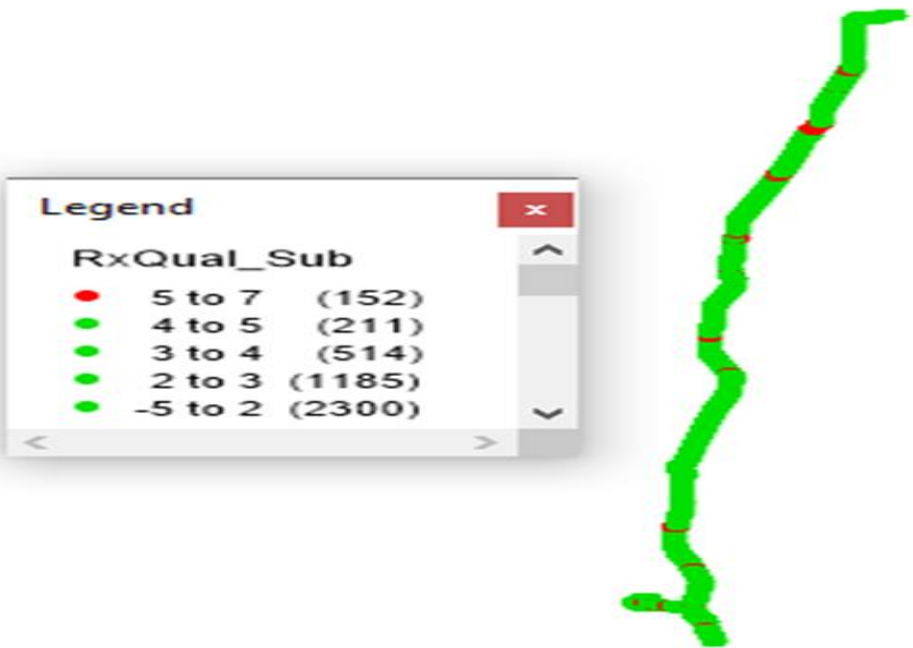 Legend
x
RxQual_Sub
5 to 7 (152)
4 to 5 (211)
3 to 4 (514)
2 to 3 (1185)
-5 to 2 (2300)